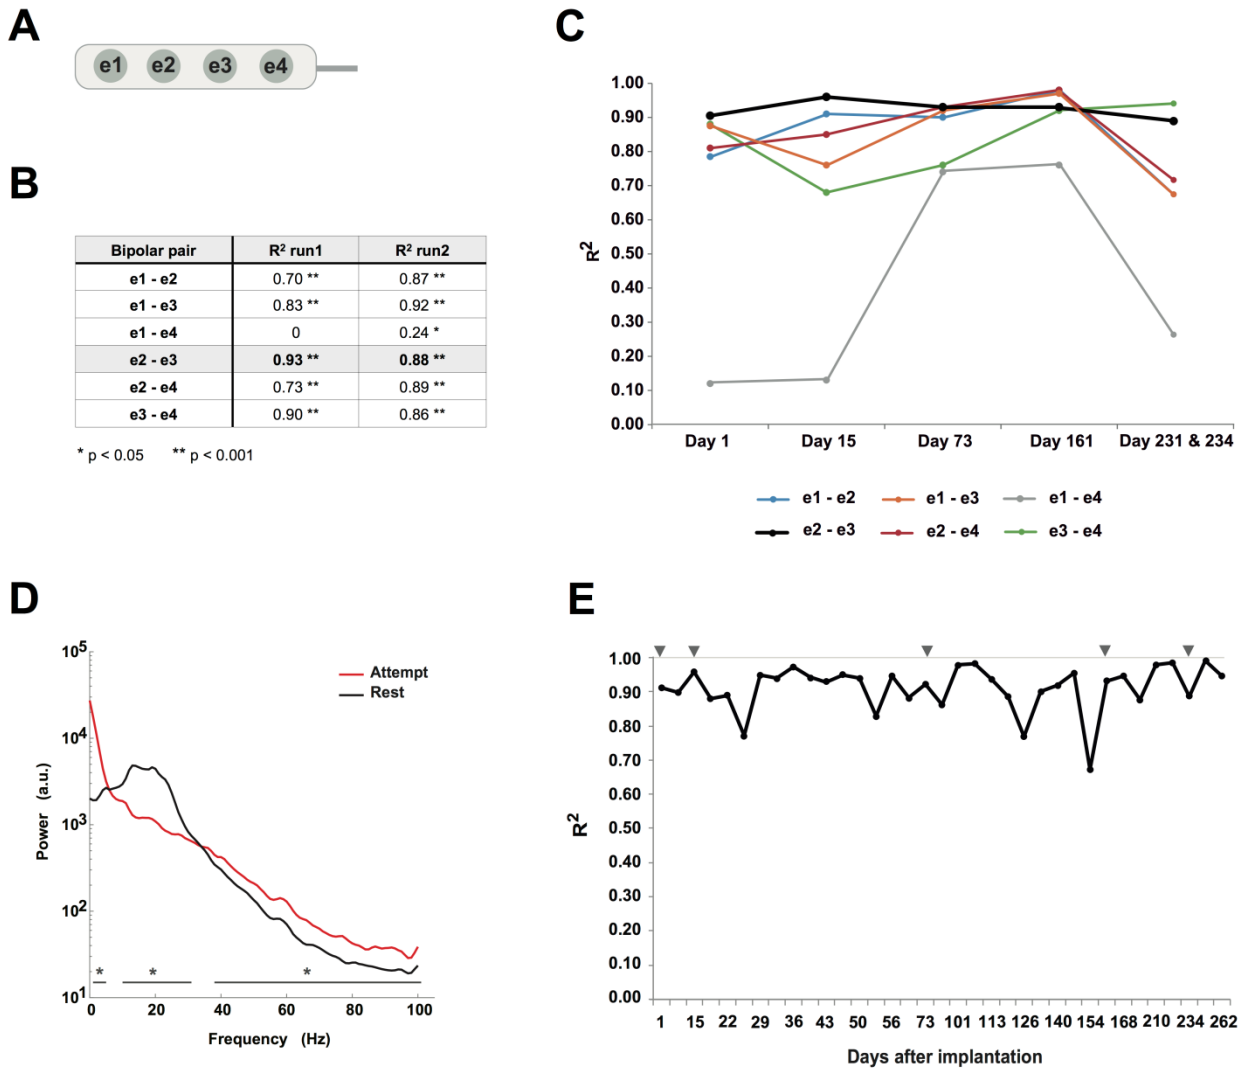 A
e1 e2 e3 e4
B
Bipolar pair R² run1 R² run2
e1 - e2 0.70 ** 0.87 **
e1 - e3 0.83 ** 0.92 **
e1 - e4 0 0.24 *
e2 - e3 0.93 ** 0.88 **
e2 - e4 0.73 ** 0.89 **
e3 - e4 0.90 ** 0.86 **
* p < 0.05 ** p < 0.001
C
1.00
0.90
0.80
0.70
0.60
0.50
0.40
0.30
0.20
0.10
0.00
R²
Day 1 Day 15 Day 73 Day 161 Day 231 & 234
e1 - e2 e1 - e3 e1 - e4
e2 - e3 e2 - e4 e3 - e4
D
10⁵
10⁴
10³
10²
10¹
Power (a.u.)
Attempt
Rest
* * *
0 20 40 60 80 100
Frequency (Hz)
E
1.00
0.90
0.80
0.70
0.60
0.50
0.40
0.30
0.20
0.10
0.00
R²
1 15 22 29 36 43 50 56 73 101 113 126 140 154 168 210 234 262
Days after implantation